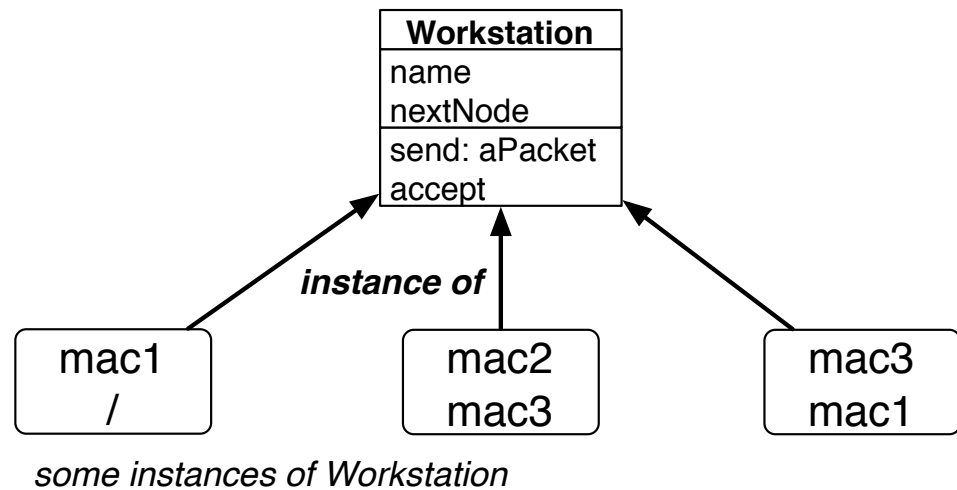 Workstation
name
nextNode
send: aPacket
accept
instance of
mac1
/
mac2
mac3
mac3
mac1
some instances of Workstation